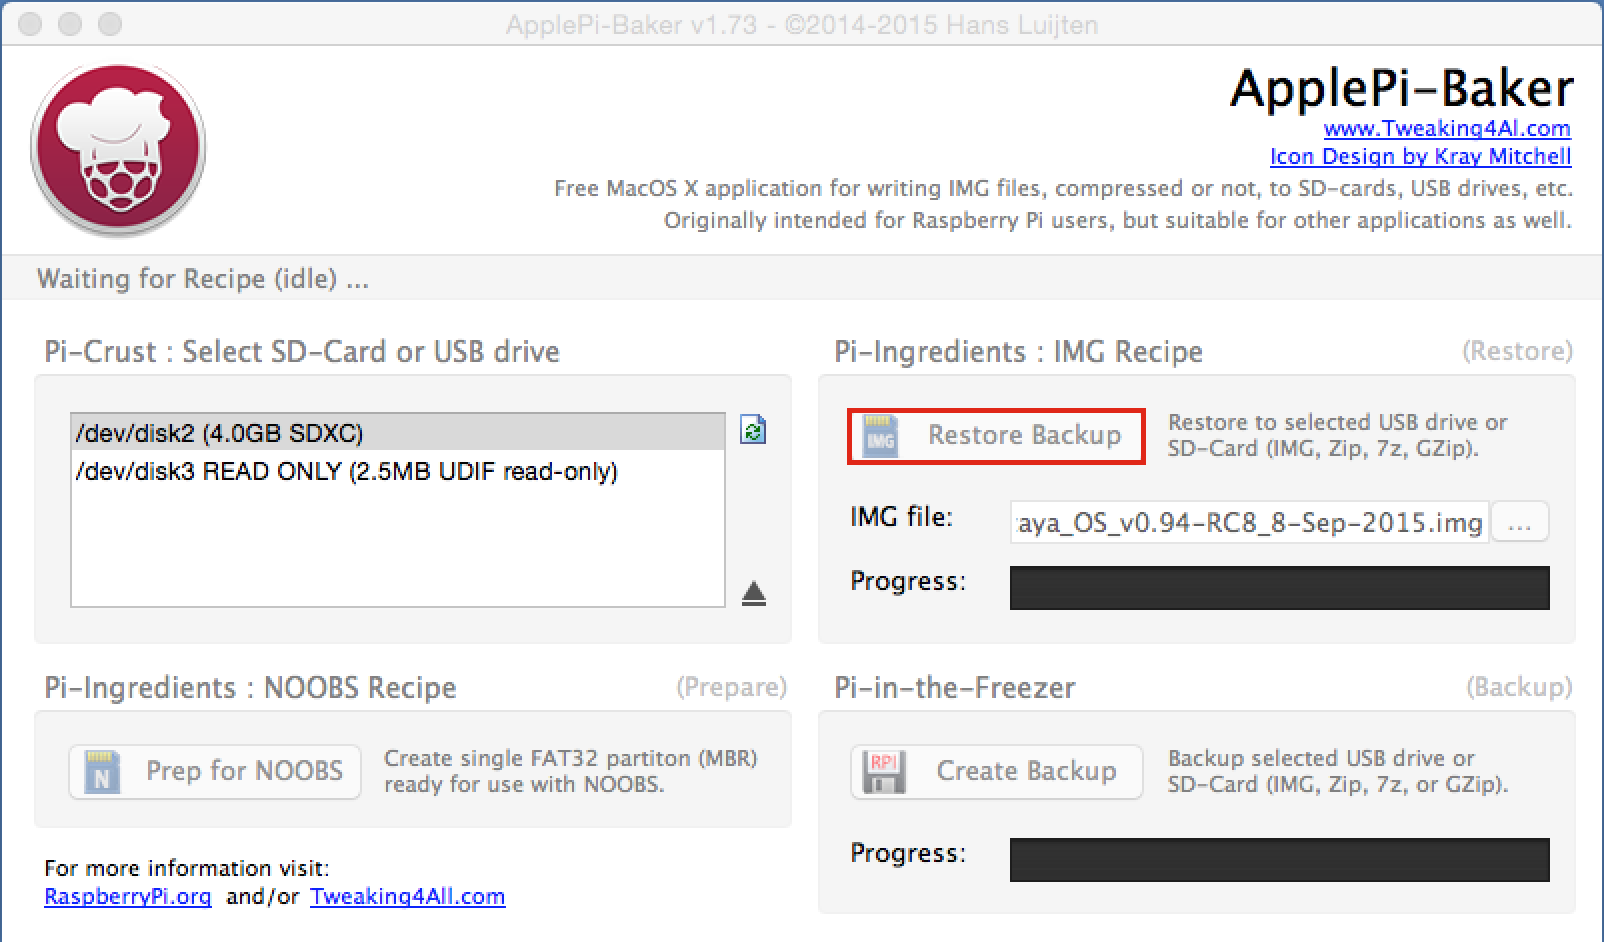 ApplePi-Baker v1.73 - ©2014-2015 Hans Luijten
ApplePi-Baker
www.Tweaking4Al.com
Icon Design by Kray Mitchell
Free MacOS X application for writing IMG files, compressed or not, to SD-cards, USB drives, etc.
Originally intended for Raspberry Pi users, but suitable for other applications as well.
Waiting for Recipe (idle) ...
Pi-Crust : Select SD-Card or USB drive
/dev/disk2 (4.0GB SDXC)
/dev/disk3 READ ONLY (2.5MB UDIF read-only)
Pi-Ingredients : IMG Recipe (Restore)
IMG Restore Backup
Restore to selected USB drive or
SD-Card (IMG, Zip, 7z, GZip).
IMG file: aya_OS_v0.94-RC8_8-Sep-2015.img ...
Progress:
Pi-Ingredients : NOOBS Recipe (Prepare)
N Prep for NOOBS
Create single FAT32 partiton (MBR)
ready for use with NOOBS.
For more information visit:
RaspberryPi.org and/or Tweaking4All.com
Pi-in-the-Freezer (Backup)
RPI Create Backup
Backup selected USB drive or
SD-Card (IMG, Zip, 7z, or GZip).
Progress: